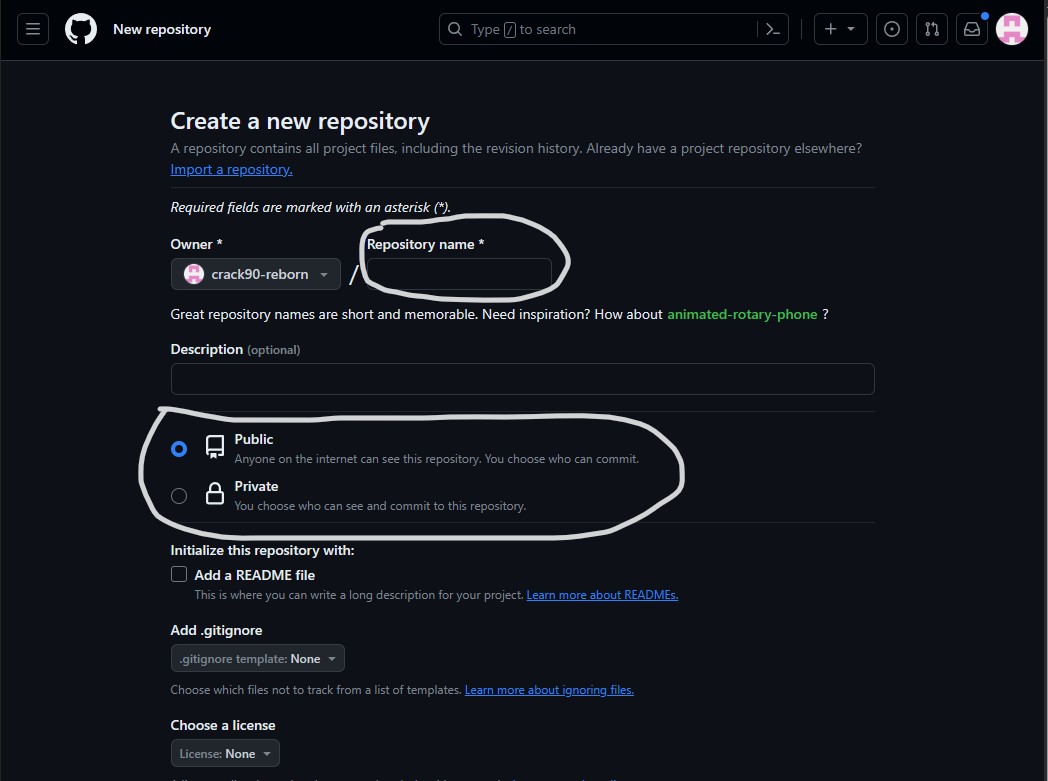 New repository
Type / to search
Create a new repository
A repository contains all project files, including the revision history. Already have a project repository elsewhere?
Import a repository.
Required fields are marked with an asterisk (*).
Owner * Repository name *
crack90-reborn /
Great repository names are short and memorable. Need inspiration? How about animated-rotary-phone ?
Description (optional)
Public
Anyone on the internet can see this repository. You choose who can commit.
Private
You choose who can see and commit to this repository.
Initialize this repository with:
Add a README file
This is where you can write a long description for your project. Learn more about READMEs.
Add .gitignore
.gitignore template: None
Choose which files not to track from a list of templates. Learn more about ignoring files.
Choose a license
License: None